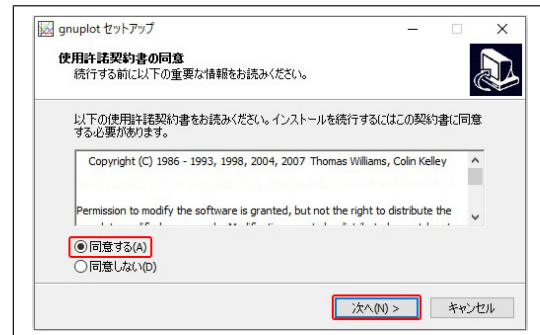 gnuplot セットアップ
使用許諾契約書の同意
続行する前に以下の重要な情報をお読みください。
以下の使用許諾契約書をお読みください。インストールを続行するにはこの契約書に同意
する必要があります。
Copyright (C) 1986 - 1993, 1998, 2004, 2007 Thomas Williams, Colin Kelley
Permission to modify the software is granted, but not the right to distribute the
同意する(A)
同意しない(D)
次へ(N) >
キャンセル